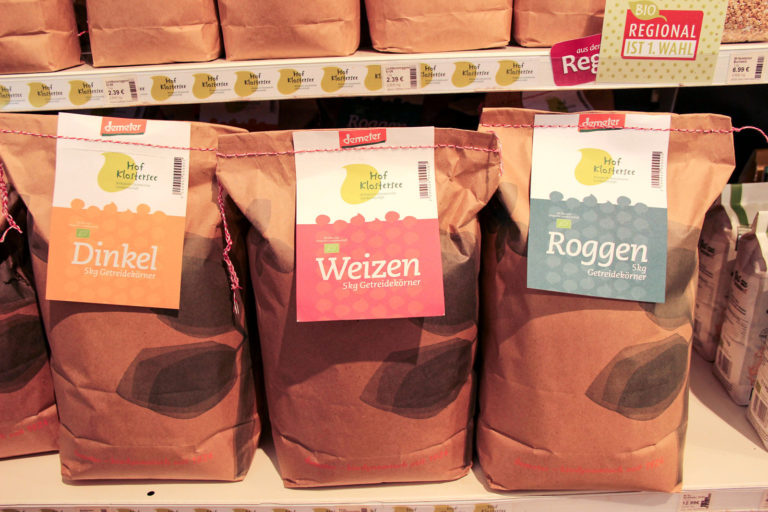 BIO
REGIONAL
IST 1. WAHL
aus der
Reg
2.39 €
2.39 €
6.99 €
demeter
Hof
Klostersee
Dinkel
5kg Getreidekörner
demeter
Hof
Klostersee
Weizen
5kg Getreidekörner
demeter
Hof
Klostersee
Roggen
5kg
Getreidekörner